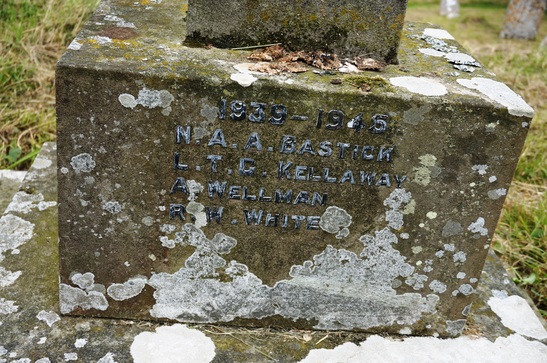 1939-1945
N.A.A. BASTICK
L.T.C. KELLAWAY
A. WELLMAN
R.W. WHITE